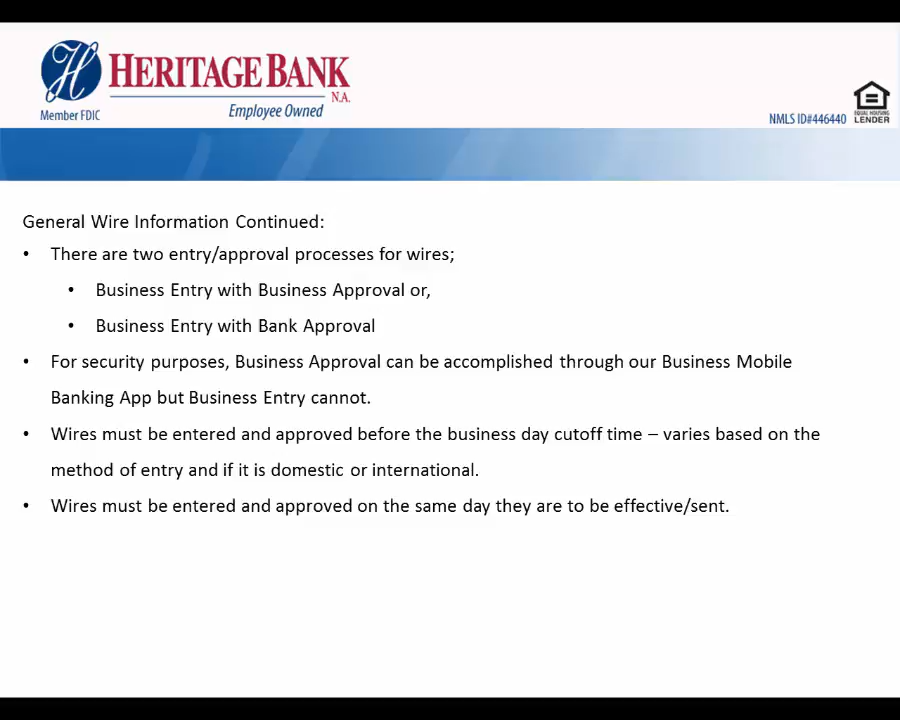 H HERITAGE BANK
N.A.
Member FDIC
Employee Owned
NMLS ID#446440
EQUAL HOUSING
LENDER
General Wire Information Continued:
• There are two entry/approval processes for wires;
• Business Entry with Business Approval or,
• Business Entry with Bank Approval
• For security purposes, Business Approval can be accomplished through our Business Mobile
Banking App but Business Entry cannot.
• Wires must be entered and approved before the business day cutoff time – varies based on the
method of entry and if it is domestic or international.
• Wires must be entered and approved on the same day they are to be effective/sent.